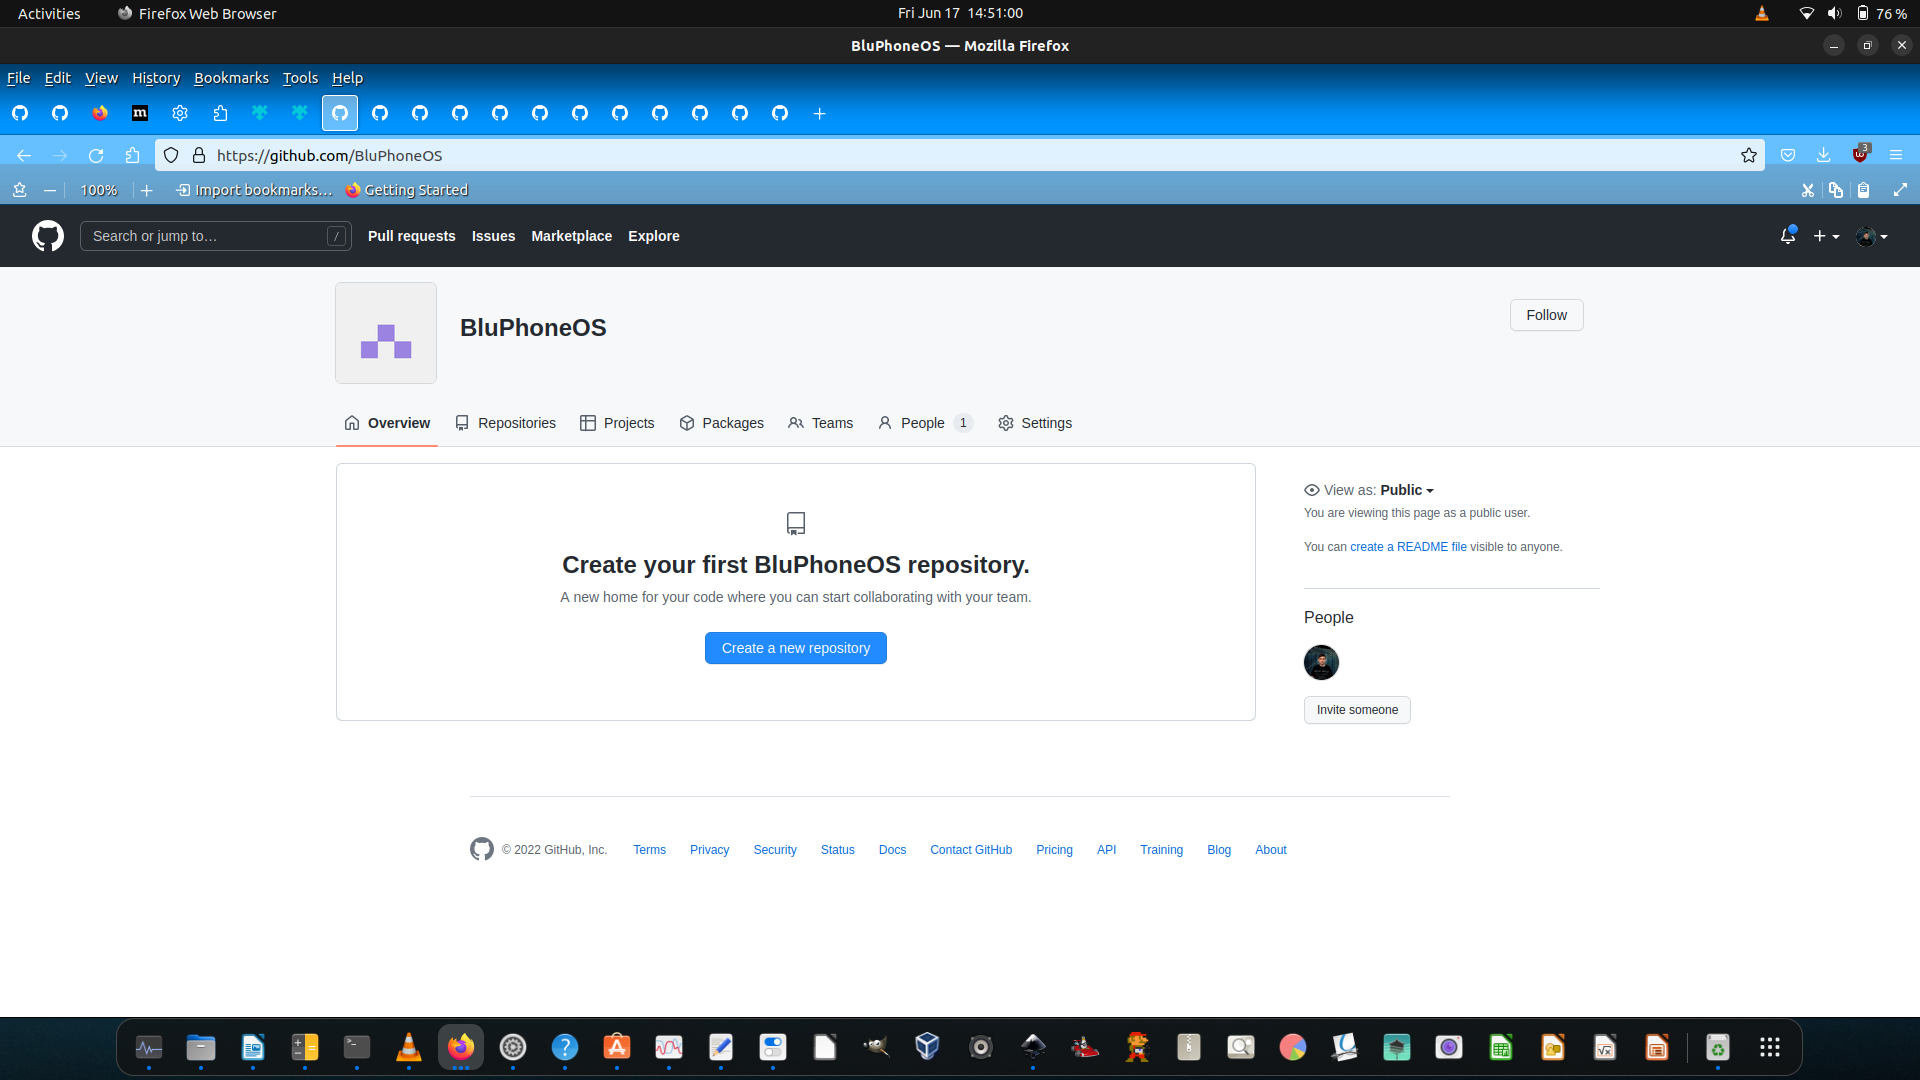 Activities Firefox Web Browser Fri Jun 17 14:51:00 76 %
BluPhoneOS — Mozilla Firefox
File Edit View History Bookmarks Tools Help
m
https://github.com/BluPhoneOS 3
100% Import bookmarks... Getting Started
Search or jump to... / Pull requests Issues Marketplace Explore
BluPhoneOS
Follow
Overview Repositories Projects Packages Teams People 1 Settings
Create your first BluPhoneOS repository.
A new home for your code where you can start collaborating with your team.
Create a new repository
View as: Public
You are viewing this page as a public user.
You can create a README file visible to anyone.
People
Invite someone
© 2022 GitHub, Inc. Terms Privacy Security Status Docs Contact GitHub Pricing API Training Blog About